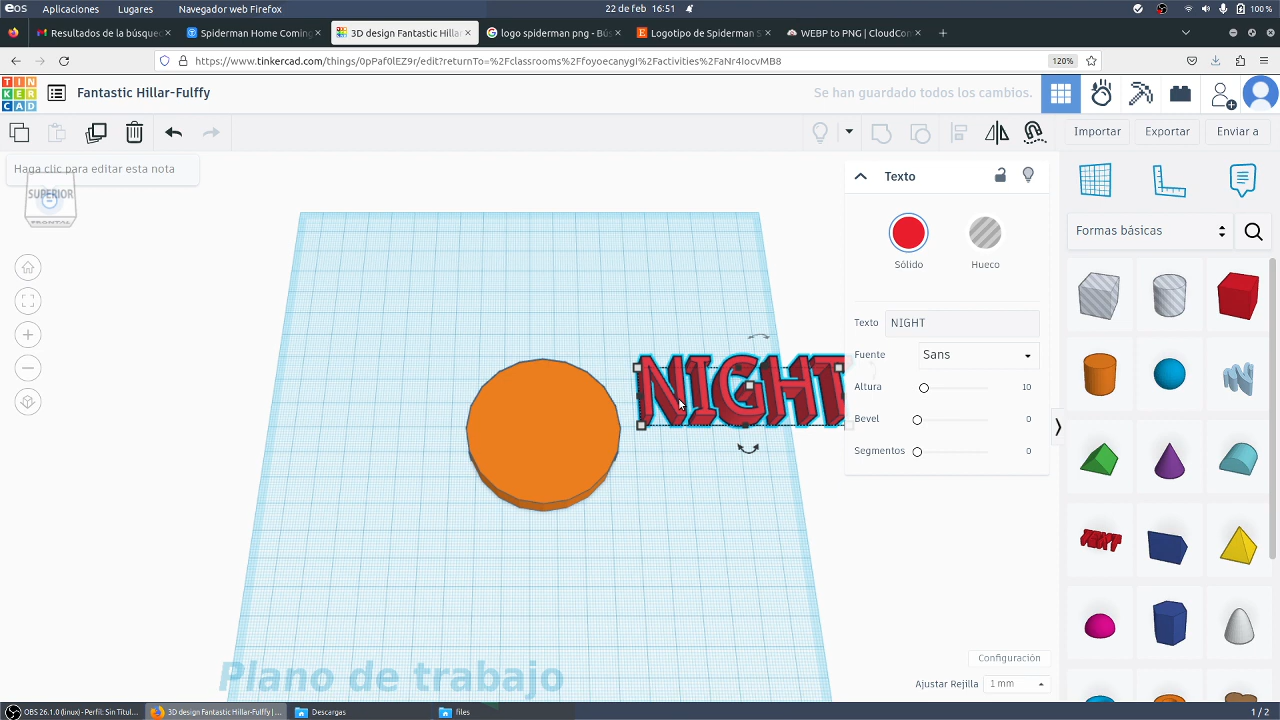 eos Aplicaciones Lugares Navegador web Firefox 22 de feb 16:51 100 %
Resultados de la búsque Spiderman Home Coming 3D design Fantastic Hillar logo spiderman png - Bús Logotipo de Spiderman S WEBP to PNG | CloudCon
https://www.tinkercad.com/things/0pPaf0lEZ9r/edit?returnTo=%2Fclassrooms%2Ffoyoecanygl%2Factivities%2FaNr4IocvMB8 120%
TIN
KER
CAD
Fantastic Hillar-Fulffy Se han guardado todos los cambios.
Importar Exportar Enviar a
Haga clic para editar esta nota
SUPERIOR
FRONTAL
Texto
Sólido Hueco
Texto NIGHT
Fuente Sans
Altura 10
Bevel 0
Segmentos 0
Formas básicas
NIGHT
TEXT
Plano de trabajo
Configuración
Ajustar Rejilla 1 mm
OBS 26.1.0 (linux) - Perfil: Sin Titul... 3D design Fantastic Hillar-Fulffy |... Descargas files 1 / 2